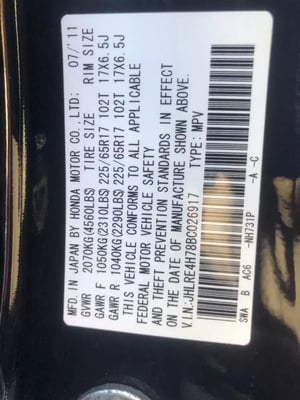 MFD. IN JAPAN BY HONDA MOTOR CO., LTD. 07/'11
GVWR 2070KG(4560LBS) TIRE SIZE RIM SIZE
GAWR F 1050KG(2310LBS) 225/65R17 102T 17X6.5J
GAWR R 1040KG(2290LBS) 225/65R17 102T 17X6.5J
THIS VEHICLE CONFORMS TO ALL APPLICABLE
FEDERAL MOTOR VEHICLE SAFETY
AND THEFT PREVENTION STANDARDS IN EFFECT
ON THE DATE OF MANUFACTURE SHOWN ABOVE.
V.I.N.:JHLRE4H78BC026917 TYPE: MPV
SWA B AC6 -NH731P -A -C